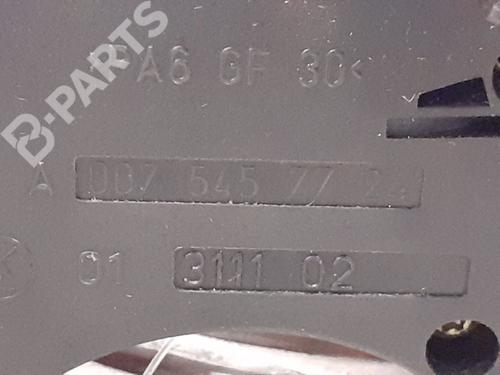 >PA6 GF 30<
B-PARTS
A 007 545 77 24
01 3111 02